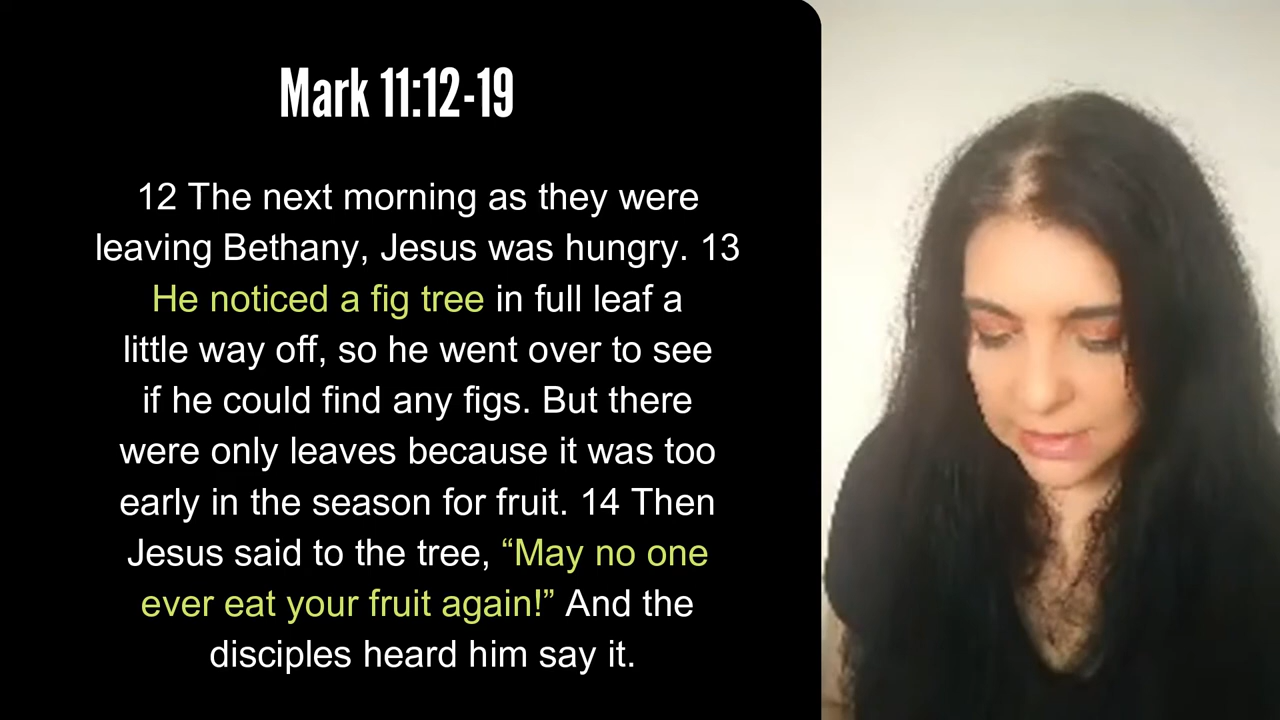 Mark 11:12-19
12 The next morning as they were
leaving Bethany, Jesus was hungry. 13
He noticed a fig tree in full leaf a
little way off, so he went over to see
if he could find any figs. But there
were only leaves because it was too
early in the season for fruit. 14 Then
Jesus said to the tree, “May no one
ever eat your fruit again!” And the
disciples heard him say it.